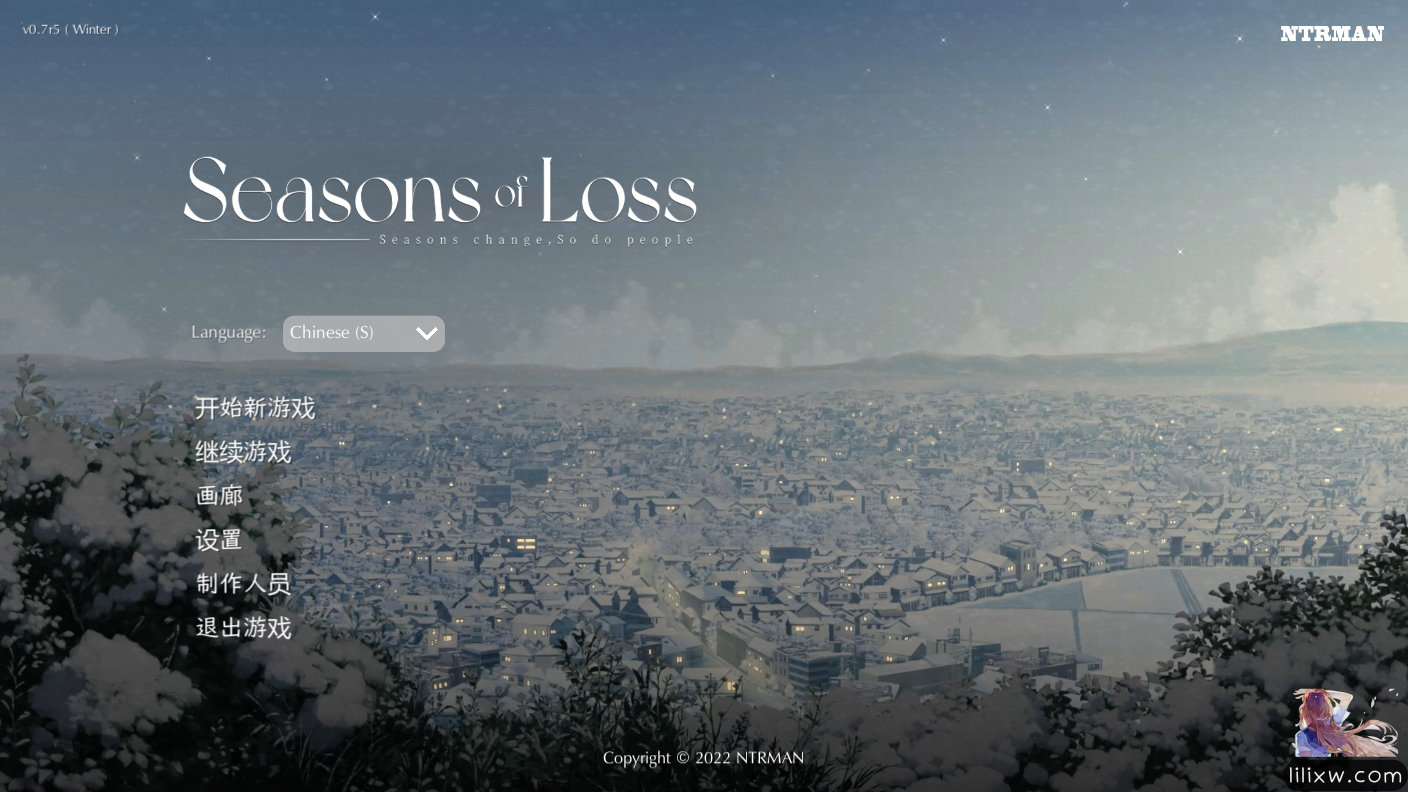 v0.7r5 ( Winter )
NTRMAN
Seasons of Loss
Seasons change,So do people
Language:
Chinese (S)
开始新游戏
继续游戏
画廊
设置
制作人员
退出游戏
Copyright © 2022 NTRMAN
lilixw.com